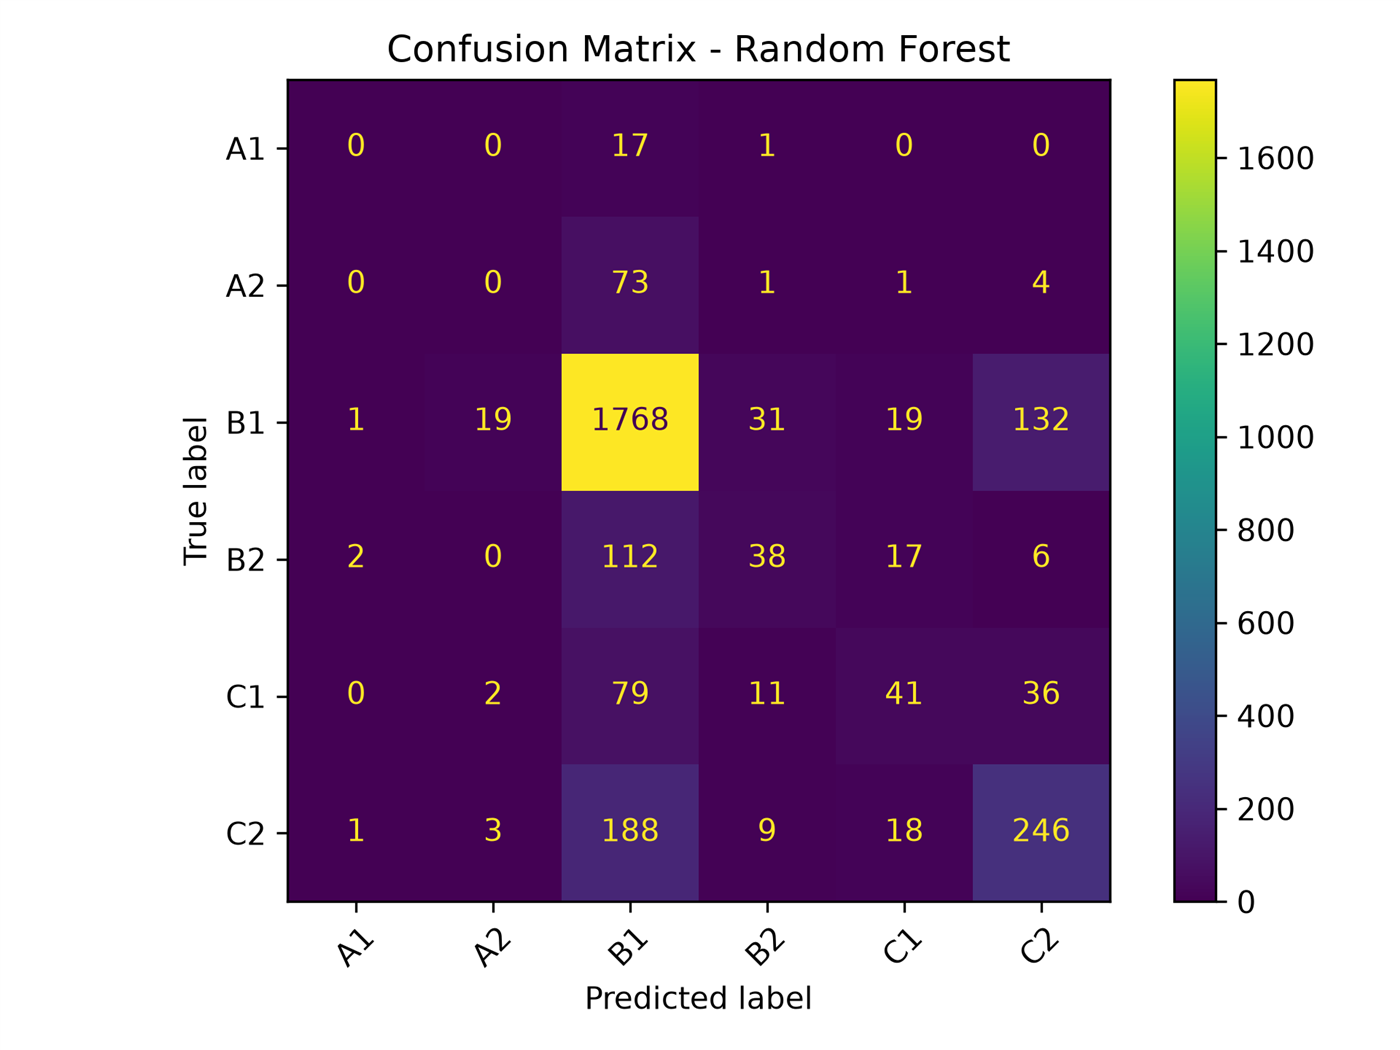 Confusion Matrix - Random Forest
A1 0 0 17 1 0 0
A2 0 0 73 1 1 4
B1 1 19 1768 31 19 132
B2 2 0 112 38 17 6
C1 0 2 79 11 41 36
C2 1 3 188 9 18 246
A1 A2 B1 B2 C1 C2
Predicted label
True label
1600
1400
1200
1000
800
600
400
200
0